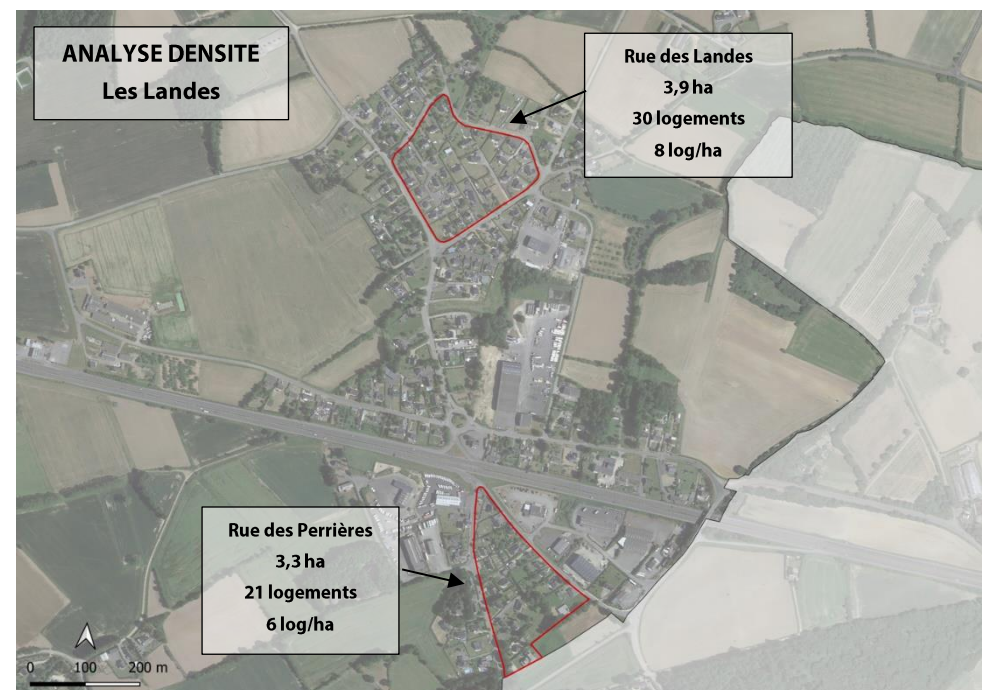 ANALYSE DENSITE
Les Landes
Rue des Landes
3,9 ha
30 logements
8 log/ha
Rue des Perrières
3,3 ha
21 logements
6 log/ha
0 100 200 m